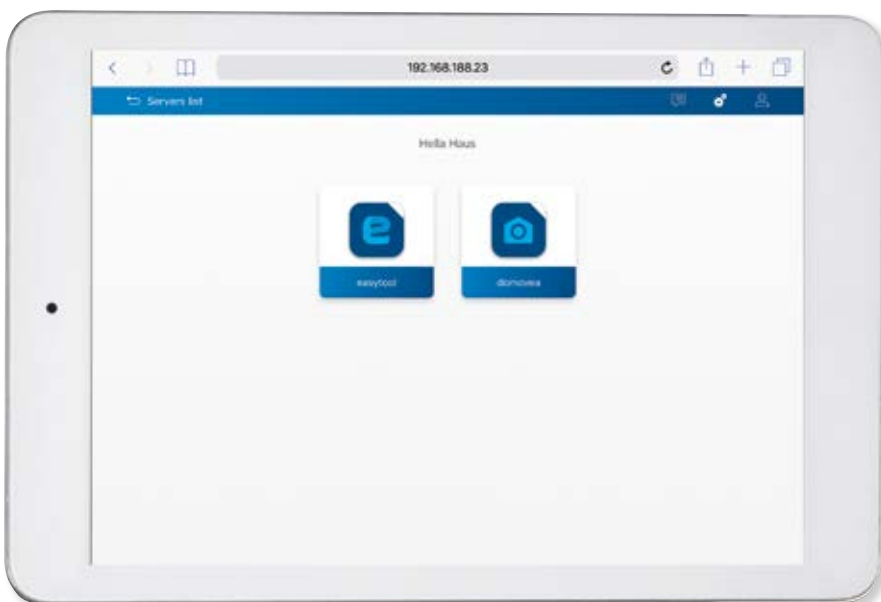 192.168.188.23
Servers list
Hella Haus
easytool
domovea